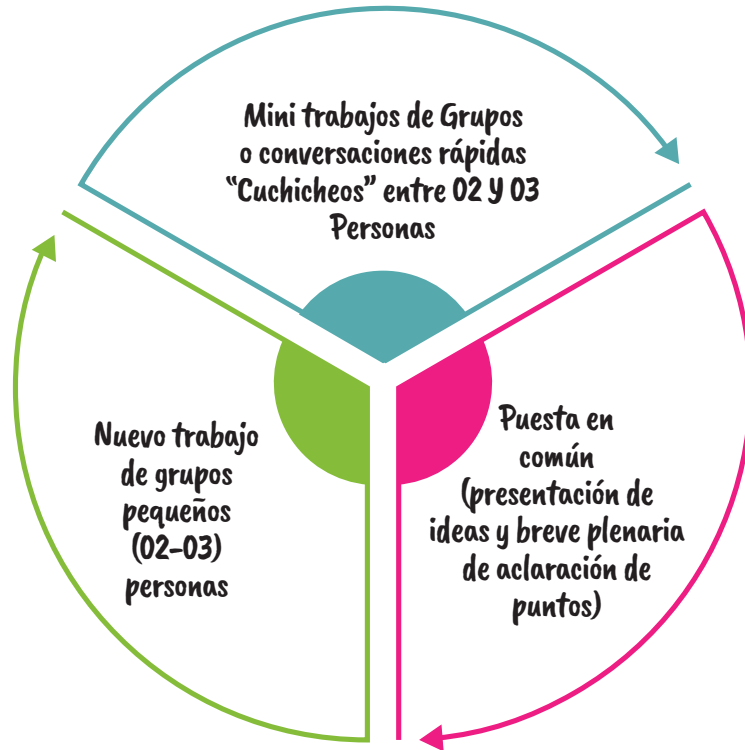 Mini trabajos de Grupos
o conversaciones rápidas
“Cuchicheos” entre 02 Y 03
Personas
Puesta en
común
(presentación de
ideas y breve plenaria
de aclaración de
puntos)
Nuevo trabajo
de grupos
pequeños
(02-03)
personas